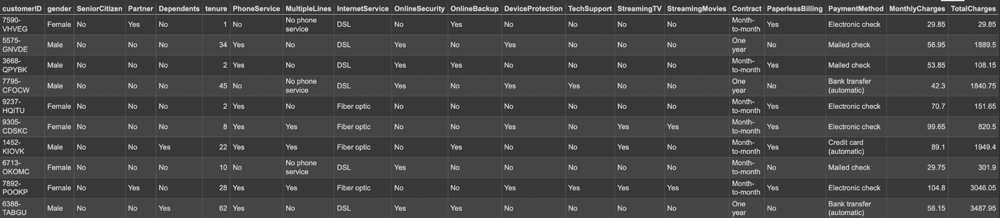 customerID gender SeniorCitizen Partner Dependents tenure PhoneService MultipleLines InternetService OnlineSecurity OnlineBackup DeviceProtection TechSupport StreamingTV StreamingMovies Contract PaperlessBilling PaymentMethod MonthlyCharges TotalCharges
7590-VHVEG Female No Yes No 1 No No phone service DSL No Yes No No No No Month-to-month Yes Electronic check 29.85 29.85
5575-GNVDE Male No No No 34 Yes No DSL Yes No Yes No No No One year No Mailed check 56.95 1889.5
3668-QPYBK Male No No No 2 Yes No DSL Yes Yes No No No No Month-to-month Yes Mailed check 53.85 108.15
7795-CFOCW Male No No No 45 No No phone service DSL Yes No Yes Yes No No One year No Bank transfer (automatic) 42.3 1840.75
9237-HQITU Female No No No 2 Yes No Fiber optic No No No No No No Month-to-month Yes Electronic check 70.7 151.65
9305-CDSKC Female No No No 8 Yes Yes Fiber optic No No Yes No Yes Yes Month-to-month Yes Electronic check 99.65 820.5
1452-KIOVK Male No No Yes 22 Yes Yes Fiber optic No Yes No No Yes No Month-to-month Yes Credit card (automatic) 89.1 1949.4
6713-OKOMC Female No No No 10 No No phone service DSL Yes No No No No No Month-to-month No Mailed check 29.75 301.9
7892-POOKP Female No Yes No 28 Yes Yes Fiber optic No No Yes Yes Yes Yes Month-to-month Yes Electronic check 104.8 3046.05
6388-TABGU Male No No Yes 62 Yes No DSL Yes Yes No No No No One year No Bank transfer (automatic) 56.15 3487.95